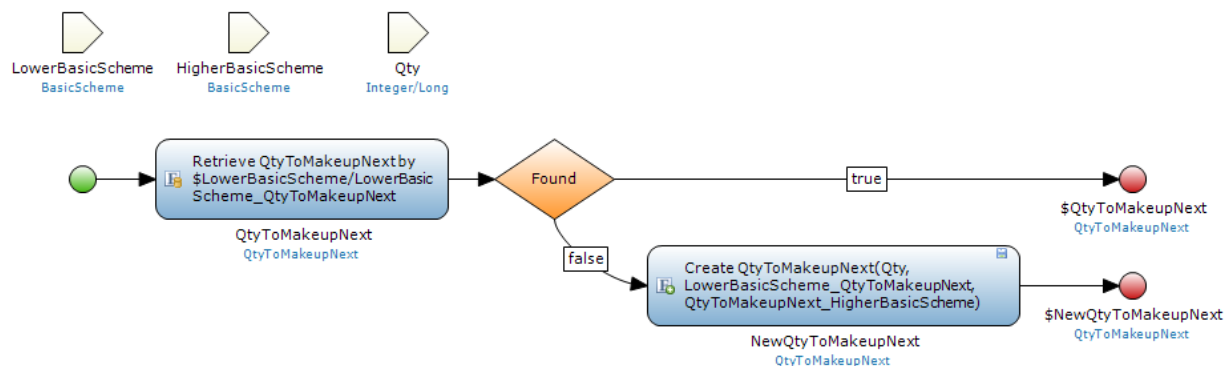 LowerBasicScheme
BasicScheme
HigherBasicScheme
BasicScheme
Qty
Integer/Long
Retrieve QtyToMakeupNext by
$LowerBasicScheme/LowerBasic
Scheme_QtyToMakeupNext
QtyToMakeupNext
QtyToMakeupNext
Found
true
$QtyToMakeupNext
QtyToMakeupNext
false
Create QtyToMakeupNext(Qty,
LowerBasicScheme_QtyToMakeupNext,
QtyToMakeupNext_HigherBasicScheme)
NewQtyToMakeupNext
QtyToMakeupNext
$NewQtyToMakeupNext
QtyToMakeupNext